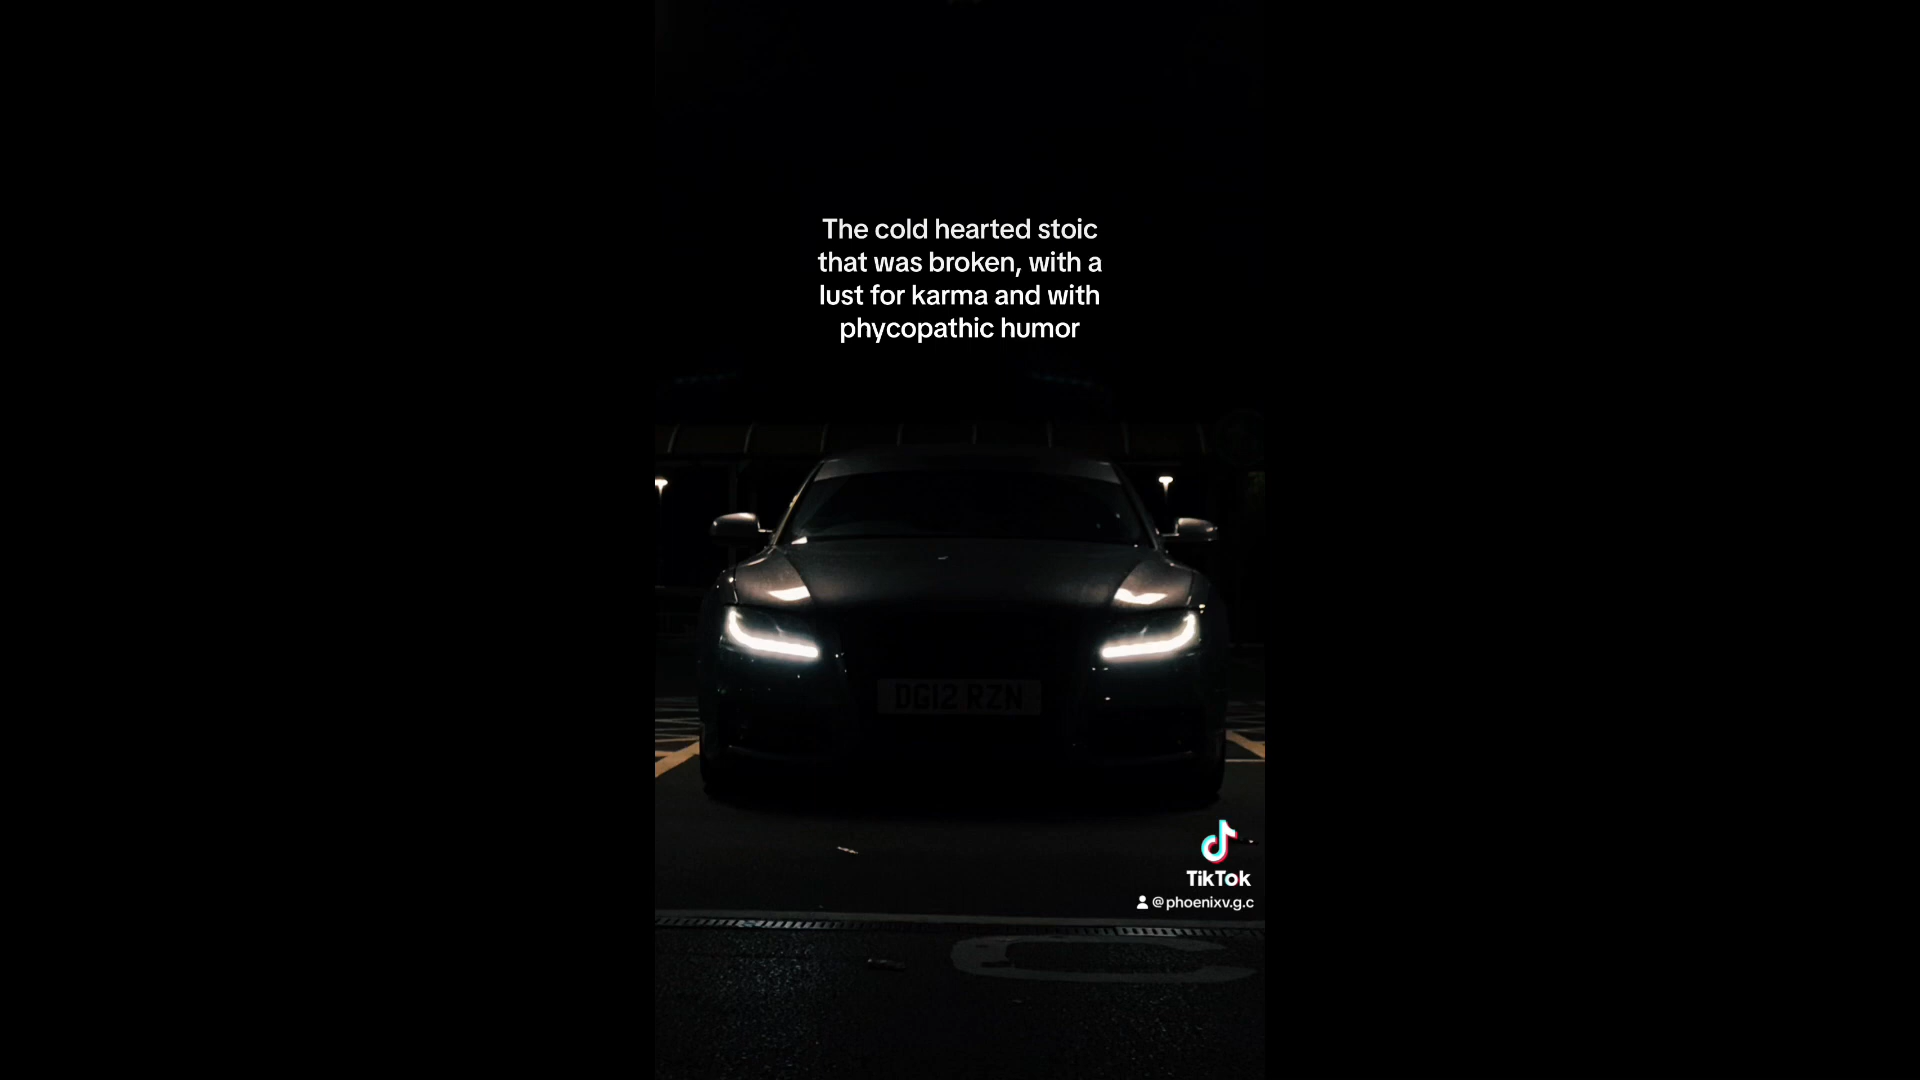 The cold hearted stoic
that was broken, with a
lust for karma and with
phycopathic humor
DG12 RZN
TikTok
@phoenixv.g.c